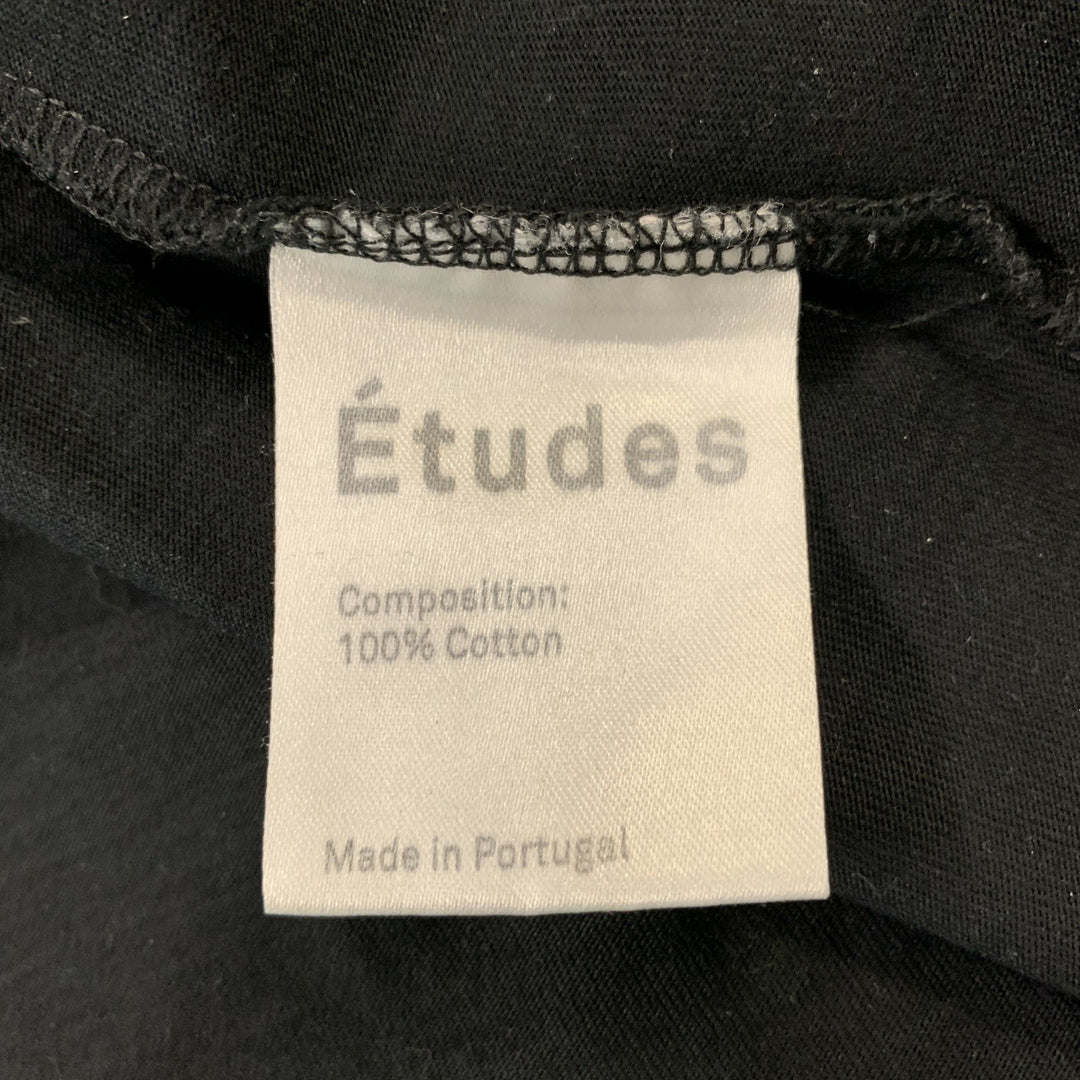 Études
Composition:
100% Cotton
Made in Portugal